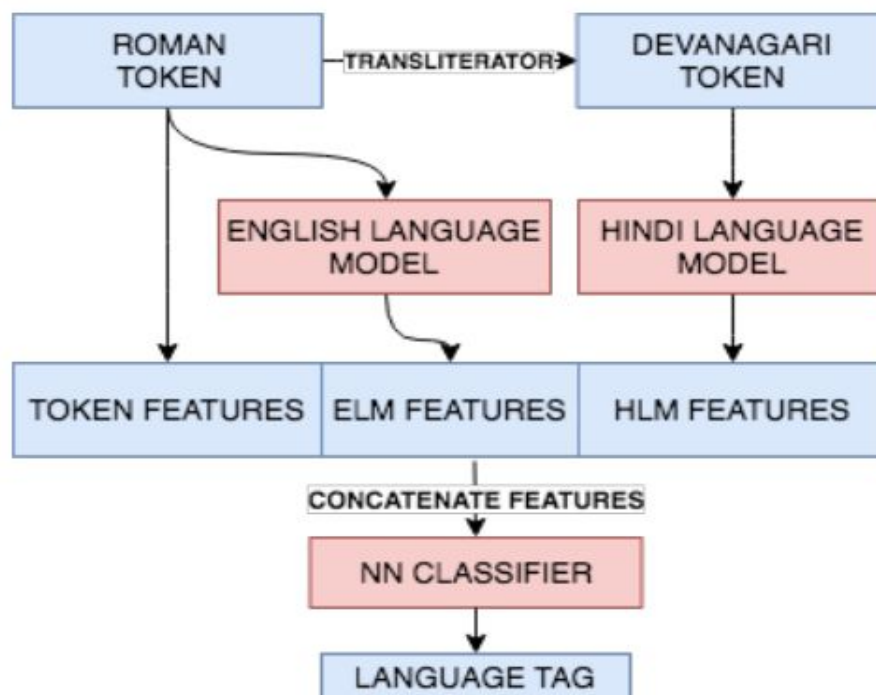 ROMAN
TOKEN
TRANSLITERATOR
DEVANAGARI
TOKEN
ENGLISH LANGUAGE
MODEL
HINDI LANGUAGE
MODEL
TOKEN FEATURES
ELM FEATURES
HLM FEATURES
CONCATENATE FEATURES
NN CLASSIFIER
LANGUAGE TAG